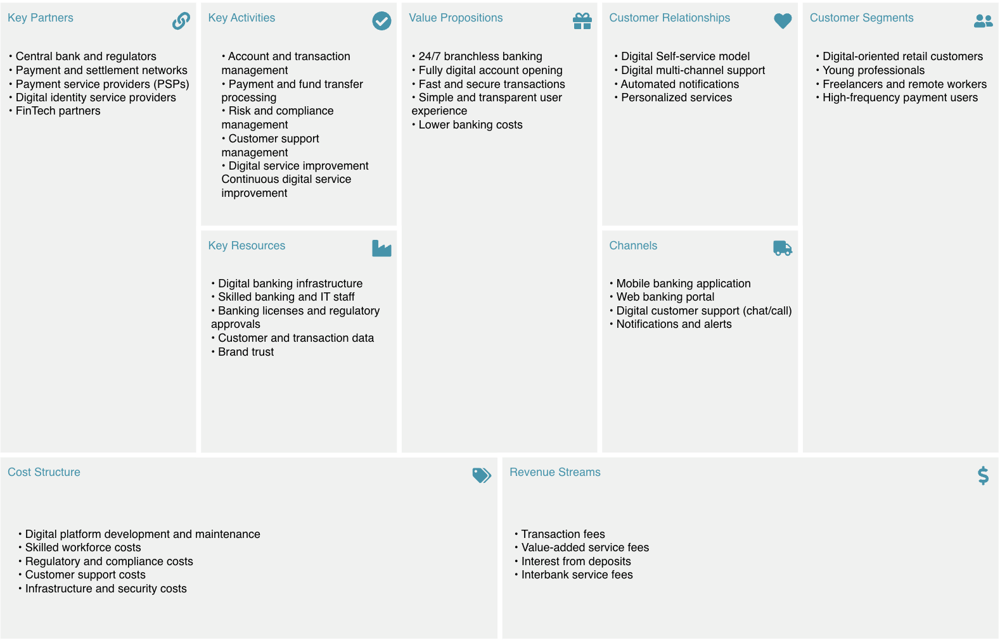 Key Partners
• Central bank and regulators
• Payment and settlement networks
• Payment service providers (PSPs)
• Digital identity service providers
• FinTech partners
Key Activities
• Account and transaction
management
• Payment and fund transfer
processing
• Risk and compliance
management
• Customer support
management
• Digital service improvement
Continuous digital service
improvement
Key Resources
• Digital banking infrastructure
• Skilled banking and IT staff
• Banking licenses and regulatory
approvals
• Customer and transaction data
• Brand trust
Value Propositions
• 24/7 branchless banking
• Fully digital account opening
• Fast and secure transactions
• Simple and transparent user
experience
• Lower banking costs
Customer Relationships
• Digital Self-service model
• Digital multi-channel support
• Automated notifications
• Personalized services
Channels
• Mobile banking application
• Web banking portal
• Digital customer support (chat/call)
• Notifications and alerts
Customer Segments
• Digital-oriented retail customers
• Young professionals
• Freelancers and remote workers
• High-frequency payment users
Cost Structure
• Digital platform development and maintenance
• Skilled workforce costs
• Regulatory and compliance costs
• Customer support costs
• Infrastructure and security costs
Revenue Streams
• Transaction fees
• Value-added service fees
• Interest from deposits
• Interbank service fees